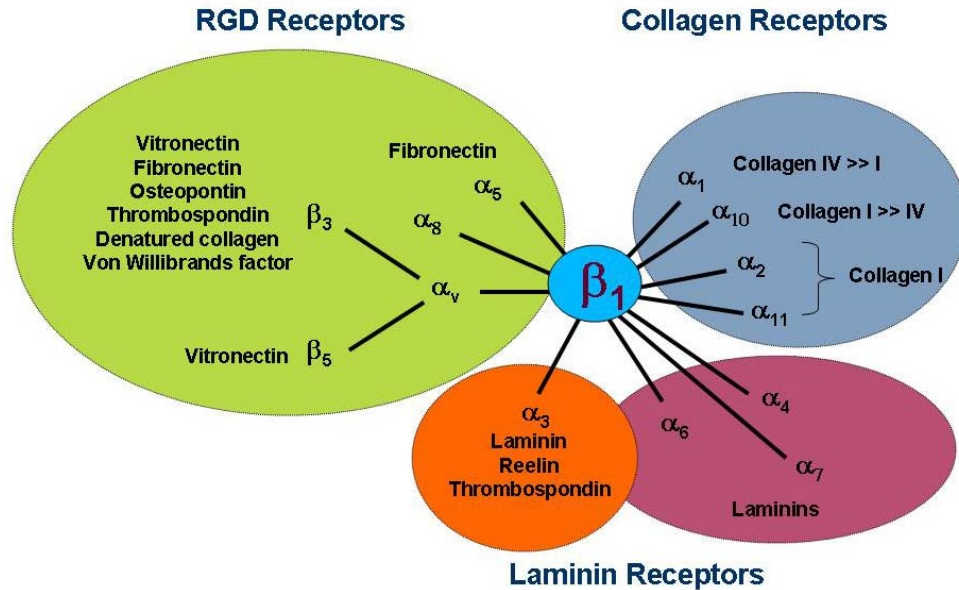 RGD Receptors
Collagen Receptors
Vitronectin
Fibronectin
Osteopontin
Thrombospondin
Denatured collagen
Von Willibrands factor
β₃
Fibronectin
α₅
α₈
αᵥ
Vitronectin β₅
β₁
α₁
Collagen IV >> I
α₁₀
Collagen I >> IV
α₂
α₁₁
Collagen I
α₃
Laminin
Reelin
Thrombospondin
α₆
α₄
α₇
Laminins
Laminin Receptors